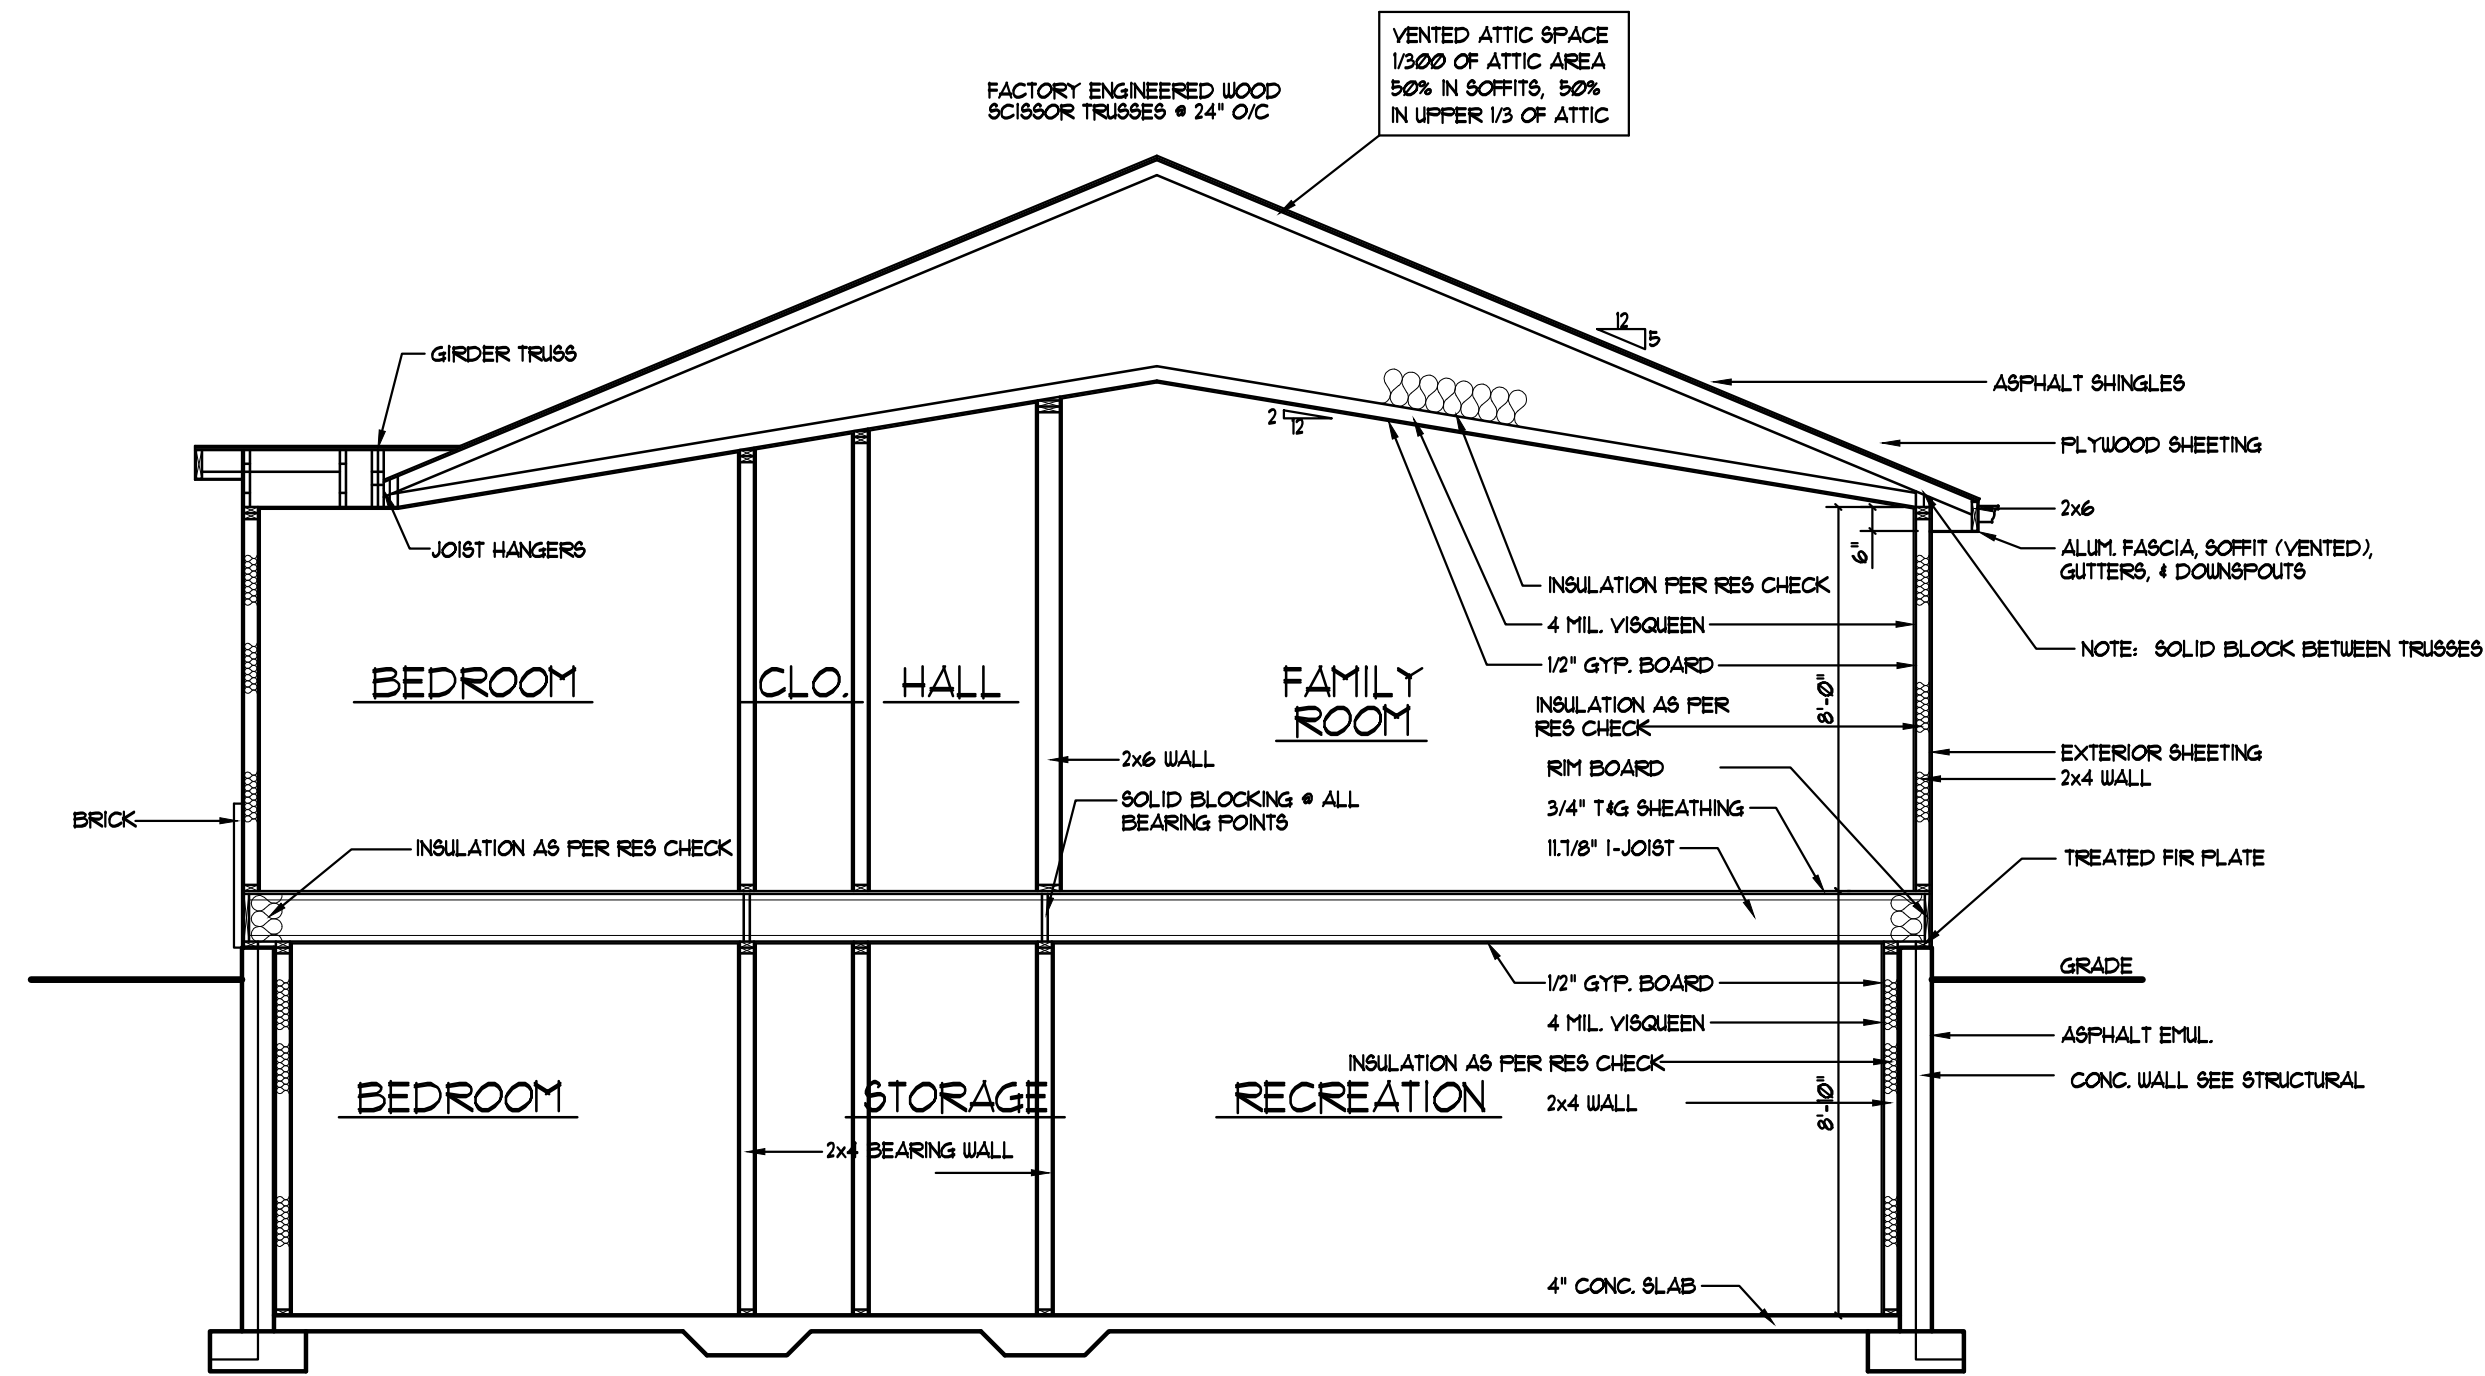 VENTED ATTIC SPACE
1/300 OF ATTIC AREA
50% IN SOFFITS, 50%
IN UPPER 1/3 OF ATTIC
FACTORY ENGINEERED WOOD
SCISSOR TRUSSES @ 24" O/C
12
5
GIRDER TRUSS
ASPHALT SHINGLES
2
12
PLYWOOD SHEETING
2x6
JOIST HANGERS
6"
ALUM. FASCIA, SOFFIT (VENTED),
GUTTERS, & DOWNSPOUTS
INSULATION PER RES CHECK
4 MIL. VISQUEEN
NOTE: SOLID BLOCK BETWEEN TRUSSES
1/2" GYP. BOARD
BEDROOM
CLO.
HALL
FAMILY
ROOM
8'-0"
INSULATION AS PER
RES CHECK
2x6 WALL
EXTERIOR SHEETING
RIM BOARD
2x4 WALL
SOLID BLOCKING @ ALL
BEARING POINTS
3/4" T&G SHEATHING
BRICK
INSULATION AS PER RES CHECK
11.7/8" I-JOIST
TREATED FIR PLATE
GRADE
1/2" GYP. BOARD
4 MIL. VISQUEEN
ASPHALT EMUL.
INSULATION AS PER RES CHECK
CONC. WALL SEE STRUCTURAL
BEDROOM
STORAGE
RECREATION
2x4 WALL
8'-10"
2x4 BEARING WALL
4" CONC. SLAB